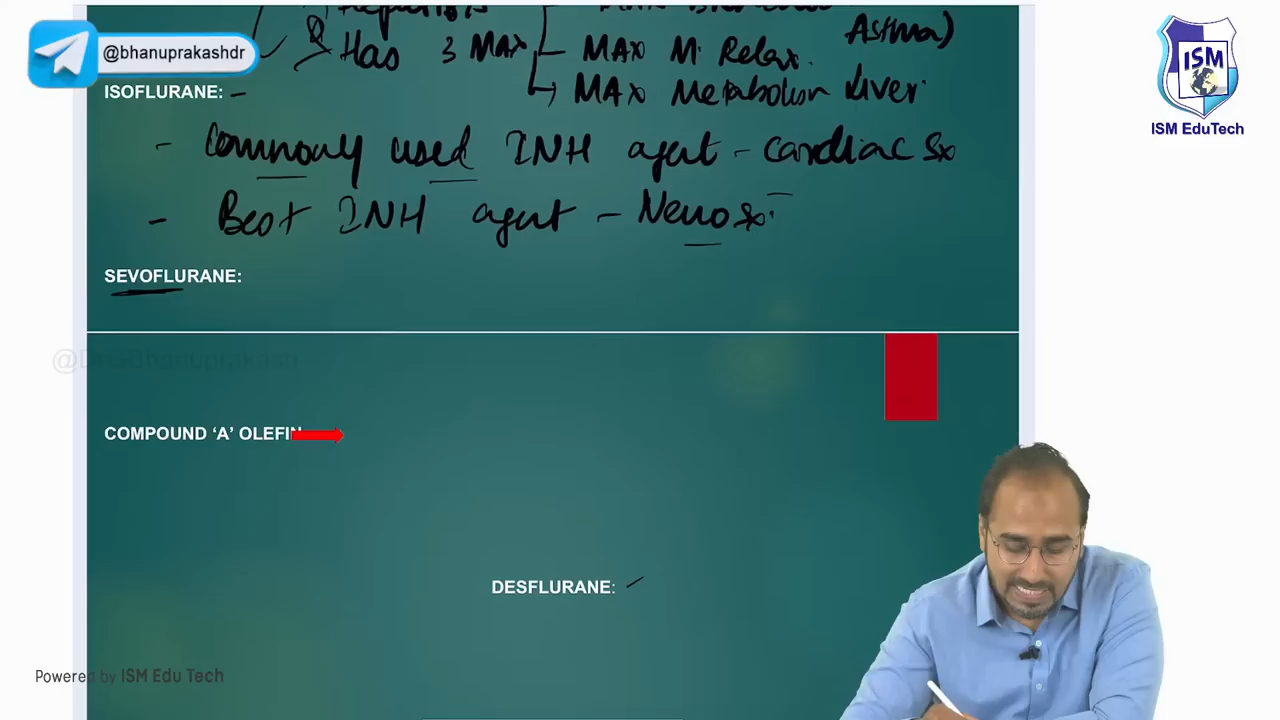 @bhanuprakashdr
ISM
ISM EduTech
Asthma)
Has 3 MAX
MAX M. Relax.
MAX Metabolism Liver
ISOFLURANE: -
- Commonly used INH agent - Cardiac Sx
- Best INH agent - Neuro Sx.
SEVOFLURANE:
@DrGBhanuprakash
COMPOUND ‘A’ OLEFIN
DESFLURANE:
Powered by ISM Edu Tech